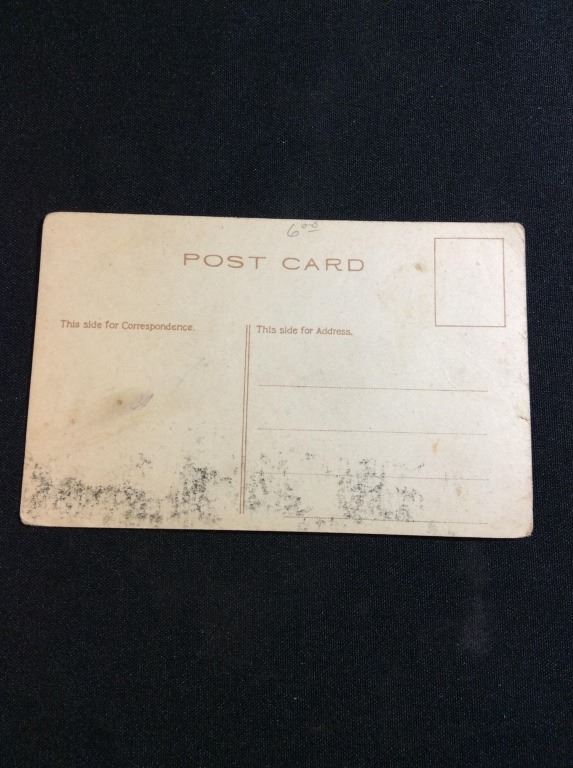 6⁰⁰
POST CARD
This side for Correspondence.
This side for Address.